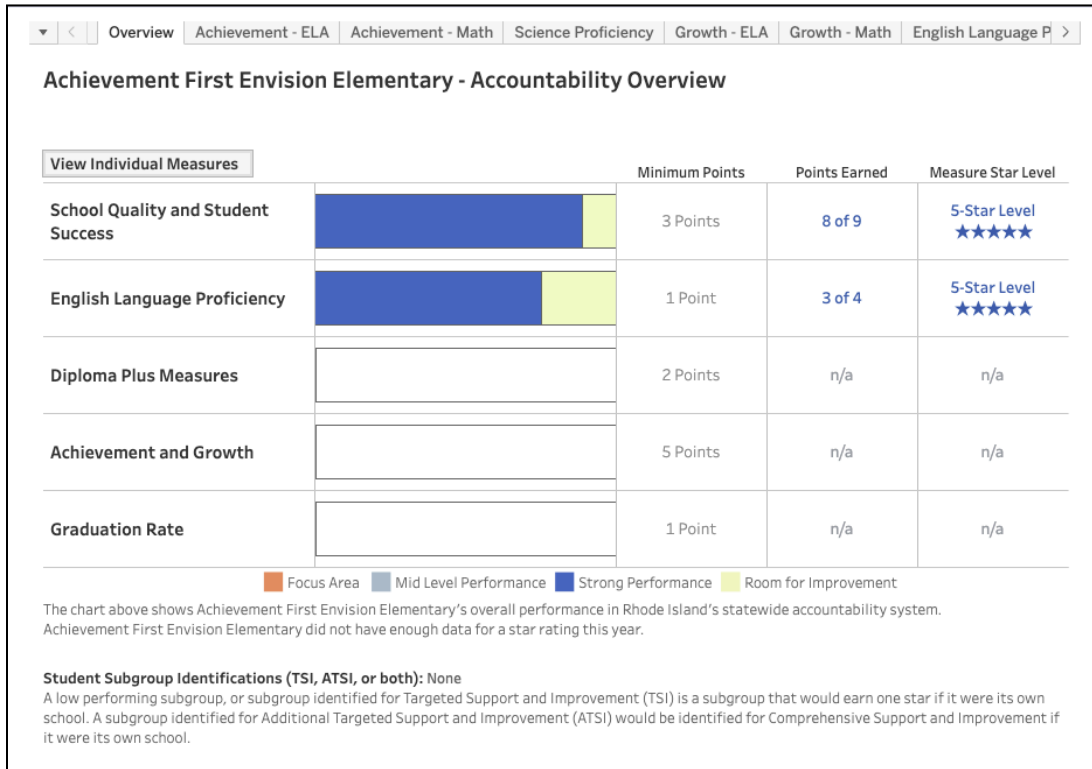 Overview Achievement - ELA Achievement - Math Science Proficiency Growth - ELA Growth - Math English Language P
Achievement First Envision Elementary - Accountability Overview
View Individual Measures
Minimum Points Points Earned Measure Star Level
School Quality and Student
Success
3 Points 8 of 9 5-Star Level
★★★★★
English Language Proficiency 1 Point 3 of 4 5-Star Level
★★★★★
Diploma Plus Measures 2 Points n/a n/a
Achievement and Growth 5 Points n/a n/a
Graduation Rate 1 Point n/a n/a
Focus Area Mid Level Performance Strong Performance Room for Improvement
The chart above shows Achievement First Envision Elementary's overall performance in Rhode Island's statewide accountability system.
Achievement First Envision Elementary did not have enough data for a star rating this year.
Student Subgroup Identifications (TSI, ATSI, or both): None
A low performing subgroup, or subgroup identified for Targeted Support and Improvement (TSI) is a subgroup that would earn one star if it were its own
school. A subgroup identified for Additional Targeted Support and Improvement (ATSI) would be identified for Comprehensive Support and Improvement if
it were its own school.